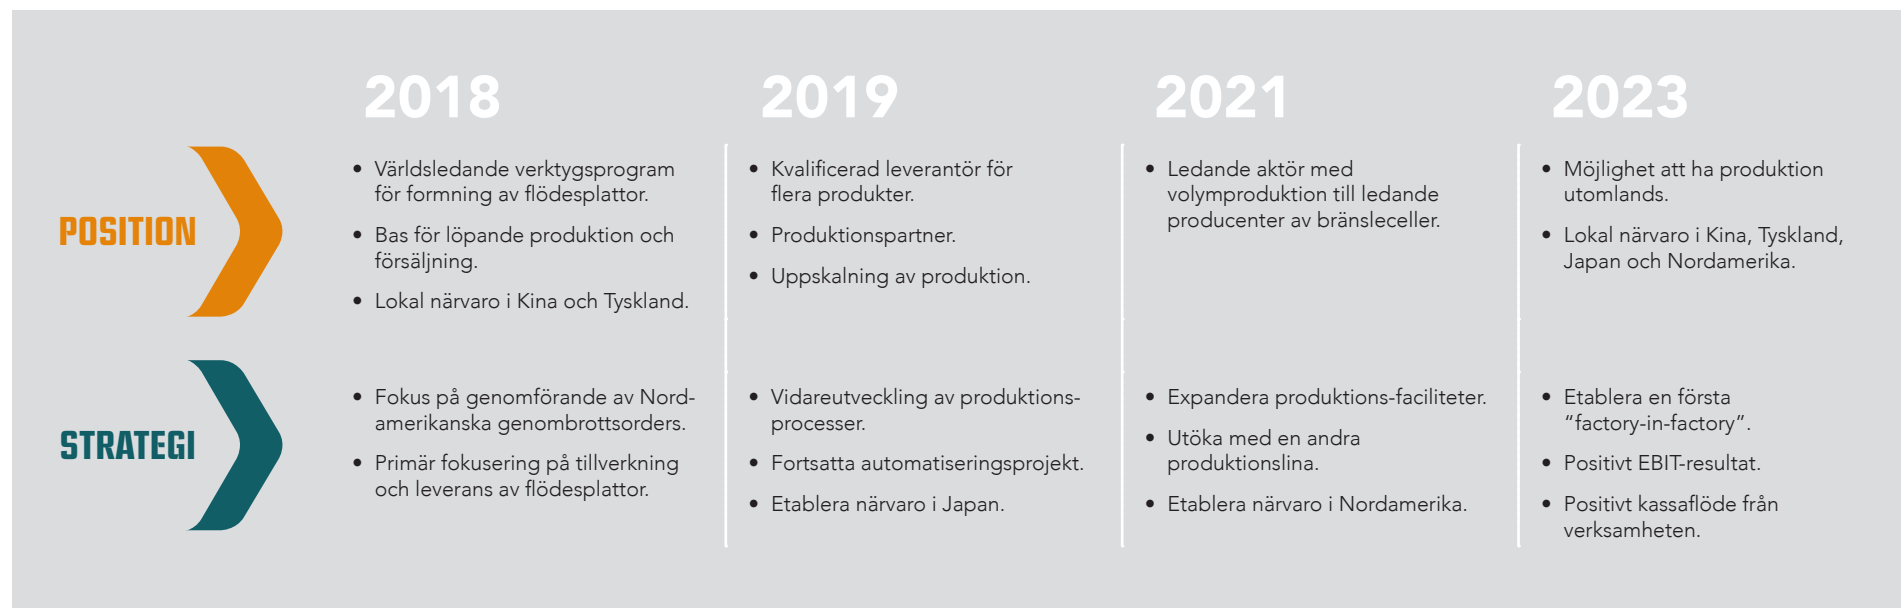 2018
2019
2021
2023
POSITION
• Världsledande verktygsprogram
för formning av flödesplattor.
• Bas för löpande produktion och
försäljning.
• Lokal närvaro i Kina och Tyskland.
• Kvalificerad leverantör för
flera produkter.
• Produktionspartner.
• Uppskalning av produktion.
• Ledande aktör med
volymproduktion till ledande
producenter av bränsleceller.
• Möjlighet att ha produktion
utomlands.
• Lokal närvaro i Kina, Tyskland,
Japan och Nordamerika.
STRATEGI
• Fokus på genomförande av Nord-
amerikanska genombrottsorders.
• Primär fokusering på tillverkning
och leverans av flödesplattor.
• Vidareutveckling av produktions-
processer.
• Fortsatta automatiseringsprojekt.
• Etablera närvaro i Japan.
• Expandera produktions-faciliteter.
• Utöka med en andra
produktionslina.
• Etablera närvaro i Nordamerika.
• Etablera en första
”factory-in-factory”.
• Positivt EBIT-resultat.
• Positivt kassaflöde från
verksamheten.